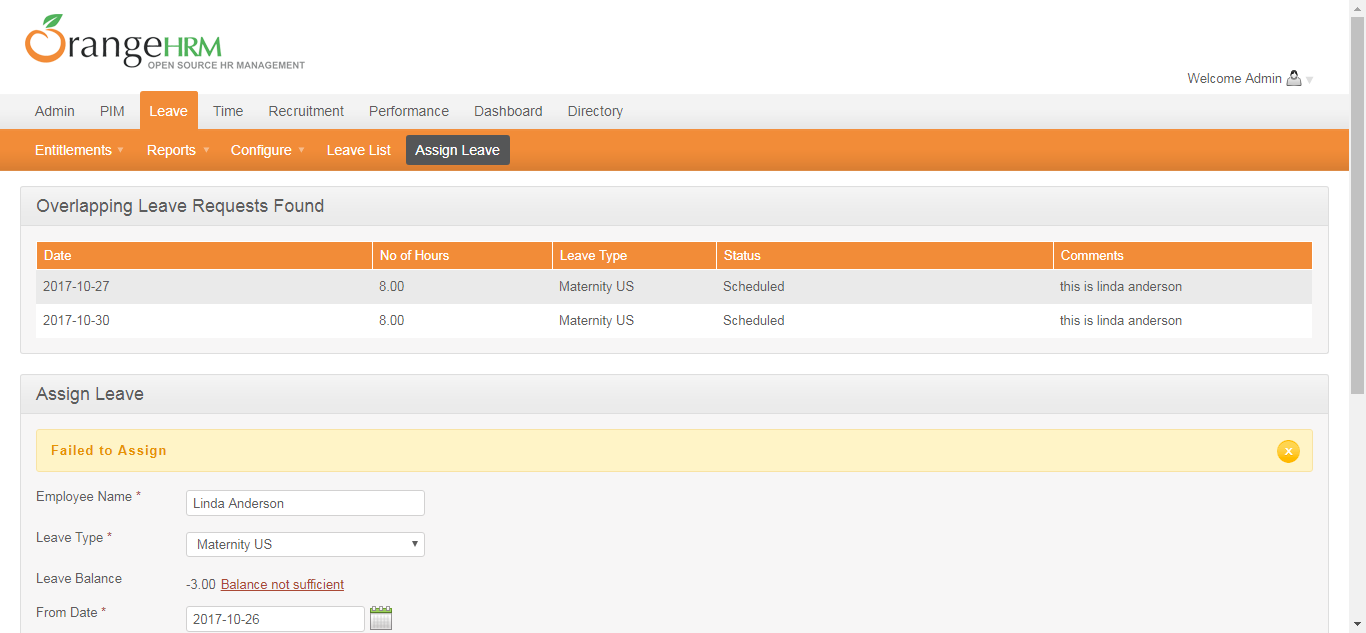 OrangeHRM
OPEN SOURCE HR MANAGEMENT
Welcome Admin
Admin PIM Leave Time Recruitment Performance Dashboard Directory
Entitlements Reports Configure Leave List Assign Leave
Overlapping Leave Requests Found
Date No of Hours Leave Type Status Comments
2017-10-27 8.00 Maternity US Scheduled this is linda anderson
2017-10-30 8.00 Maternity US Scheduled this is linda anderson
Assign Leave
Failed to Assign x
Employee Name * Linda Anderson
Leave Type * Maternity US
Leave Balance -3.00 Balance not sufficient
From Date * 2017-10-26